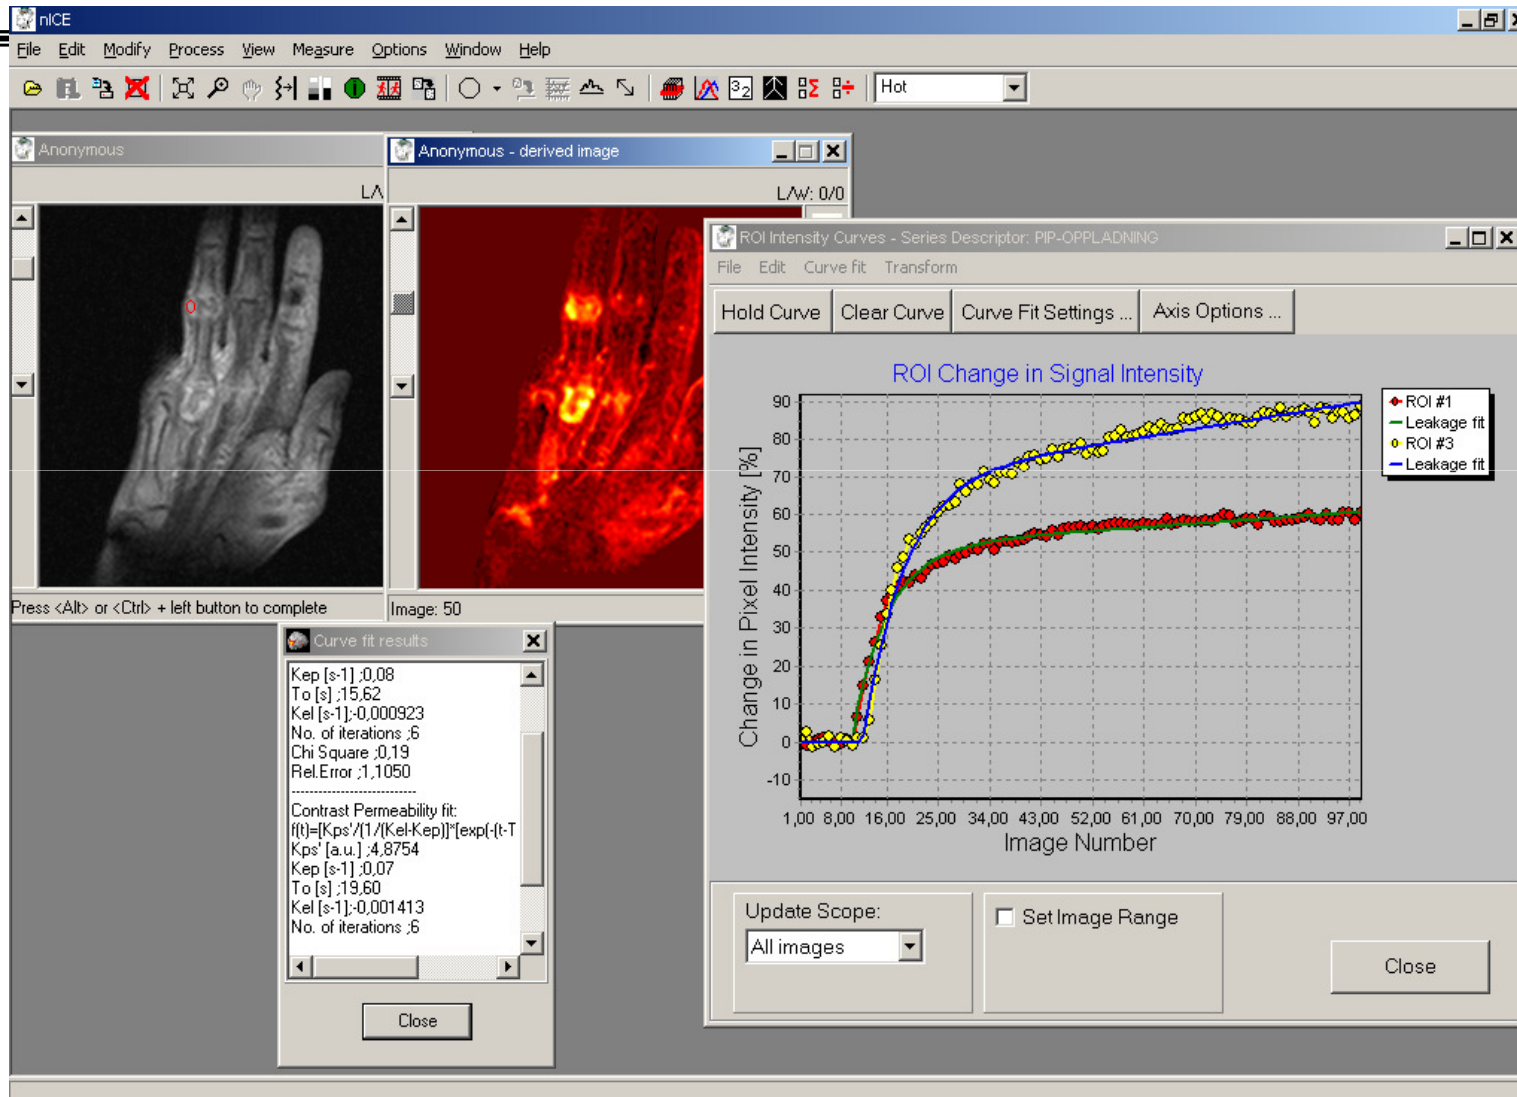 nICE
File Edit Modify Process View Measure Options Window Help
Hot
Anonymous
Anonymous - derived image
L/W: 0/0
ROI Intensity Curves - Series Descriptor: PIP-OPPLADNING
File Edit Curve fit Transform
Hold Curve Clear Curve Curve Fit Settings ... Axis Options ...
ROI Change in Signal Intensity
Change in Pixel Intensity [%]
90
80
70
60
50
40
30
20
10
0
-10
1,00 8,00 16,00 25,00 34,00 43,00 52,00 61,00 70,00 79,00 88,00 97,00
Image Number
ROI #1
Leakage fit
ROI #3
Leakage fit
Update Scope:
All images
Set Image Range
Close
Press <Alt> or <Ctrl> + left button to complete
Image: 50
Curve fit results
Kep [s-1] ;0,08
To [s] ;15,62
Kel [s-1];-0,000923
No. of iterations ;6
Chi Square ;0,19
Rel.Error ;1,1050
----------------------------
Contrast Permeability fit:
f(t)=[Kps'/(1/(Kel-Kep)]*[exp(-(t-T
Kps' [a.u.] ;4,8754
Kep [s-1] ;0,07
To [s] ;19,60
Kel [s-1];-0,001413
No. of iterations ;6
Close